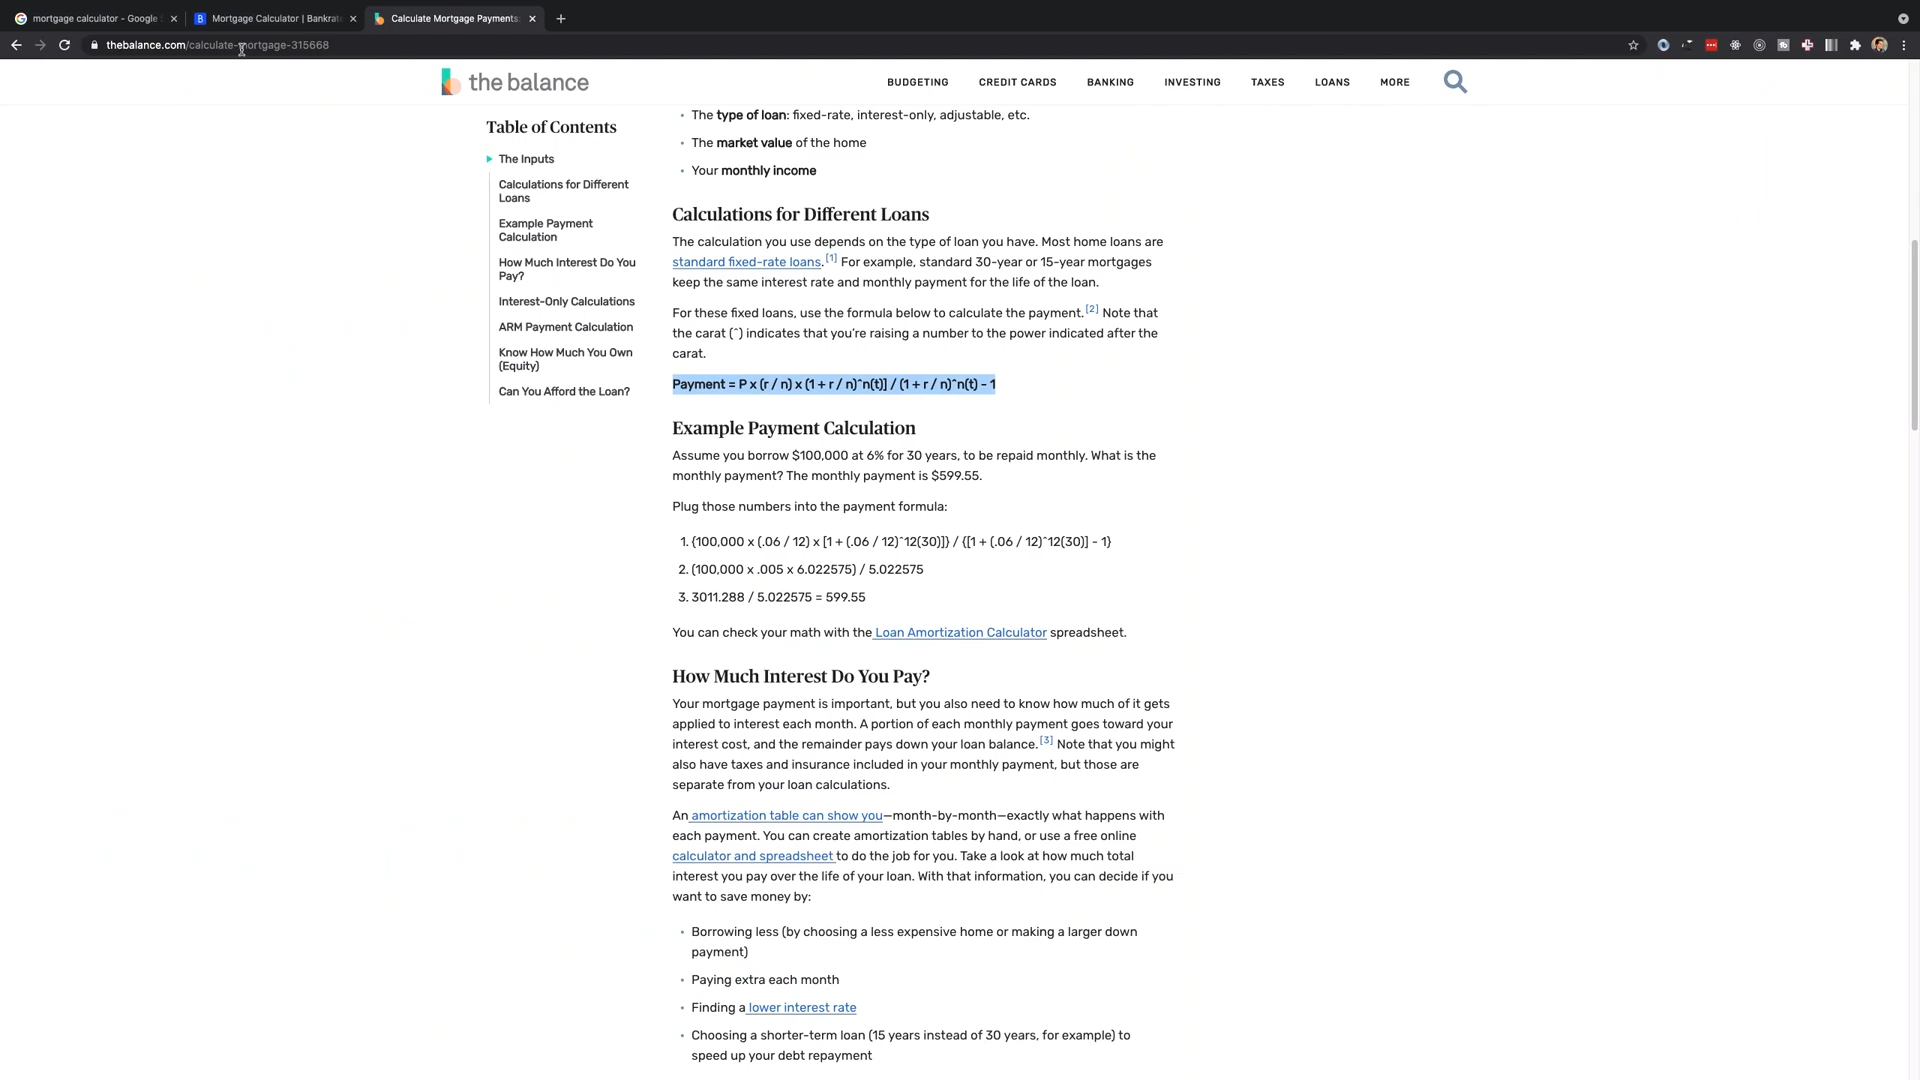 mortgage calculator - Google
Mortgage Calculator | Bankrate
Calculate Mortgage Payments:
thebalance.com/calculate-mortgage-315668
the balance
BUDGETING CREDIT CARDS BANKING INVESTING TAXES LOANS MORE
Table of Contents
The Inputs
Calculations for Different
Loans
Example Payment
Calculation
How Much Interest Do You
Pay?
Interest-Only Calculations
ARM Payment Calculation
Know How Much You Own
(Equity)
Can You Afford the Loan?
• The type of loan: fixed-rate, interest-only, adjustable, etc.
• The market value of the home
• Your monthly income
Calculations for Different Loans
The calculation you use depends on the type of loan you have. Most home loans are
standard fixed-rate loans.[1] For example, standard 30-year or 15-year mortgages
keep the same interest rate and monthly payment for the life of the loan.
For these fixed loans, use the formula below to calculate the payment.[2] Note that
the carat (^) indicates that you're raising a number to the power indicated after the
carat.
Payment = P x (r / n) x (1 + r / n)^n(t)] / (1 + r / n)^n(t) - 1
Example Payment Calculation
Assume you borrow $100,000 at 6% for 30 years, to be repaid monthly. What is the
monthly payment? The monthly payment is $599.55.
Plug those numbers into the payment formula:
1. {100,000 x (.06 / 12) x [1 + (.06 / 12)^12(30)]} / {[1 + (.06 / 12)^12(30)] - 1}
2. (100,000 x .005 x 6.022575) / 5.022575
3. 3011.288 / 5.022575 = 599.55
You can check your math with the Loan Amortization Calculator spreadsheet.
How Much Interest Do You Pay?
Your mortgage payment is important, but you also need to know how much of it gets
applied to interest each month. A portion of each monthly payment goes toward your
interest cost, and the remainder pays down your loan balance.[3] Note that you might
also have taxes and insurance included in your monthly payment, but those are
separate from your loan calculations.
An amortization table can show you—month-by-month—exactly what happens with
each payment. You can create amortization tables by hand, or use a free online
calculator and spreadsheet to do the job for you. Take a look at how much total
interest you pay over the life of your loan. With that information, you can decide if you
want to save money by:
• Borrowing less (by choosing a less expensive home or making a larger down
payment)
• Paying extra each month
• Finding a lower interest rate
• Choosing a shorter-term loan (15 years instead of 30 years, for example) to
speed up your debt repayment